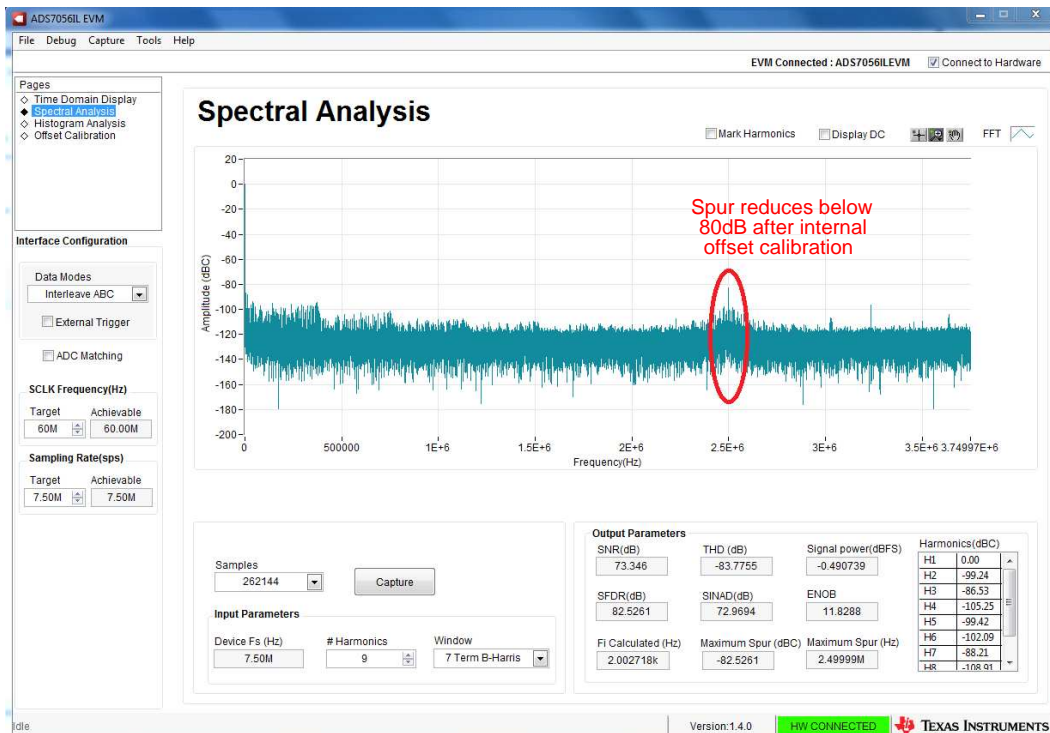 ADS7056IL EVM
File Debug Capture Tools Help
EVM Connected : ADS7056ILEVM Connect to Hardware
Pages
Time Domain Display
Spectral Analysis
Histogram Analysis
Offset Calibration
Interface Configuration
Data Modes
Interleave ABC
External Trigger
ADC Matching
SCLK Frequency(Hz)
Target Achievable
60M 60.00M
Sampling Rate(sps)
Target Achievable
7.50M 7.50M
Spectral Analysis
Mark Harmonics Display DC FFT
Amplitude (dBC)
20
0
-20
-40
-60
-80
-100
-120
-140
-160
-180
-200
Spur reduces below
80dB after internal
offset calibration
0 500000 1E+6 1.5E+6 2E+6 2.5E+6 3E+6 3.5E+6 3.74997E+6
Frequency(Hz)
Samples
262144 Capture
Input Parameters
Device Fs (Hz) # Harmonics Window
7.50M 9 7 Term B-Harris
Output Parameters
SNR(dB) THD (dB) Signal power(dBFS)
73.346 -83.7755 -0.490739
SFDR(dB) SINAD(dB) ENOB
82.5261 72.9694 11.8288
Fi Calculated (Hz) Maximum Spur (dBC) Maximum Spur (Hz)
2.002718k -82.5261 2.49999M
Harmonics(dBC)
H1 0.00
H2 -99.24
H3 -86.53
H4 -105.25
H5 -99.42
H6 -102.09
H7 -88.21
H8 -108.91
Idle Version:1.4.0 HW CONNECTED TEXAS INSTRUMENTS